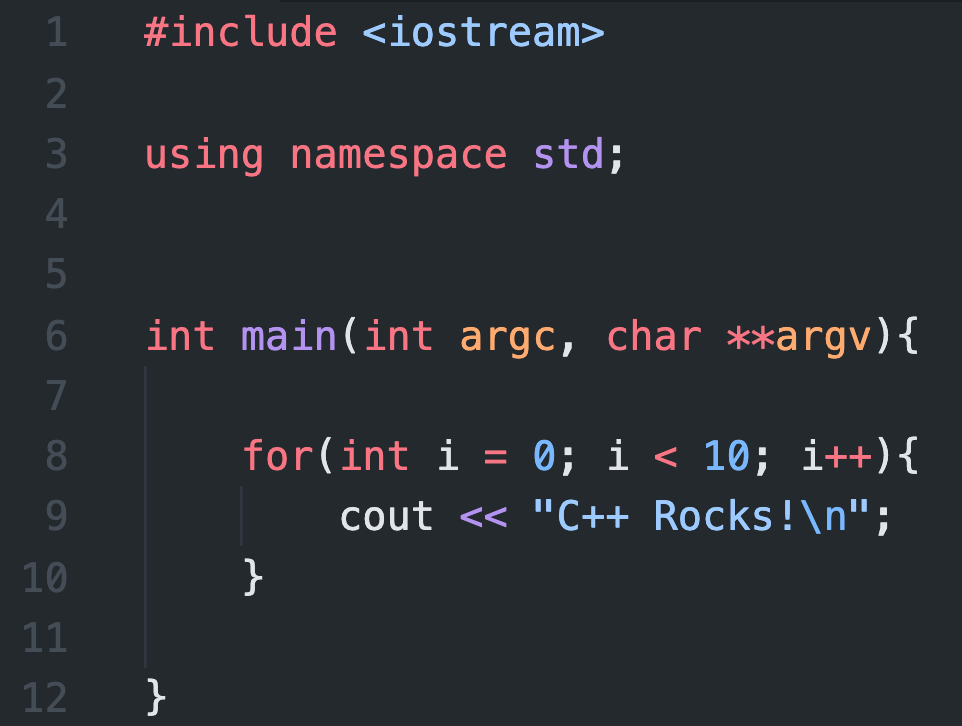 1 #include <iostream>
2
3 using namespace std;
4
5
6 int main(int argc, char **argv){
7
8 for(int i = 0; i < 10; i++){
9 cout << "C++ Rocks!\n";
10 }
11
12 }